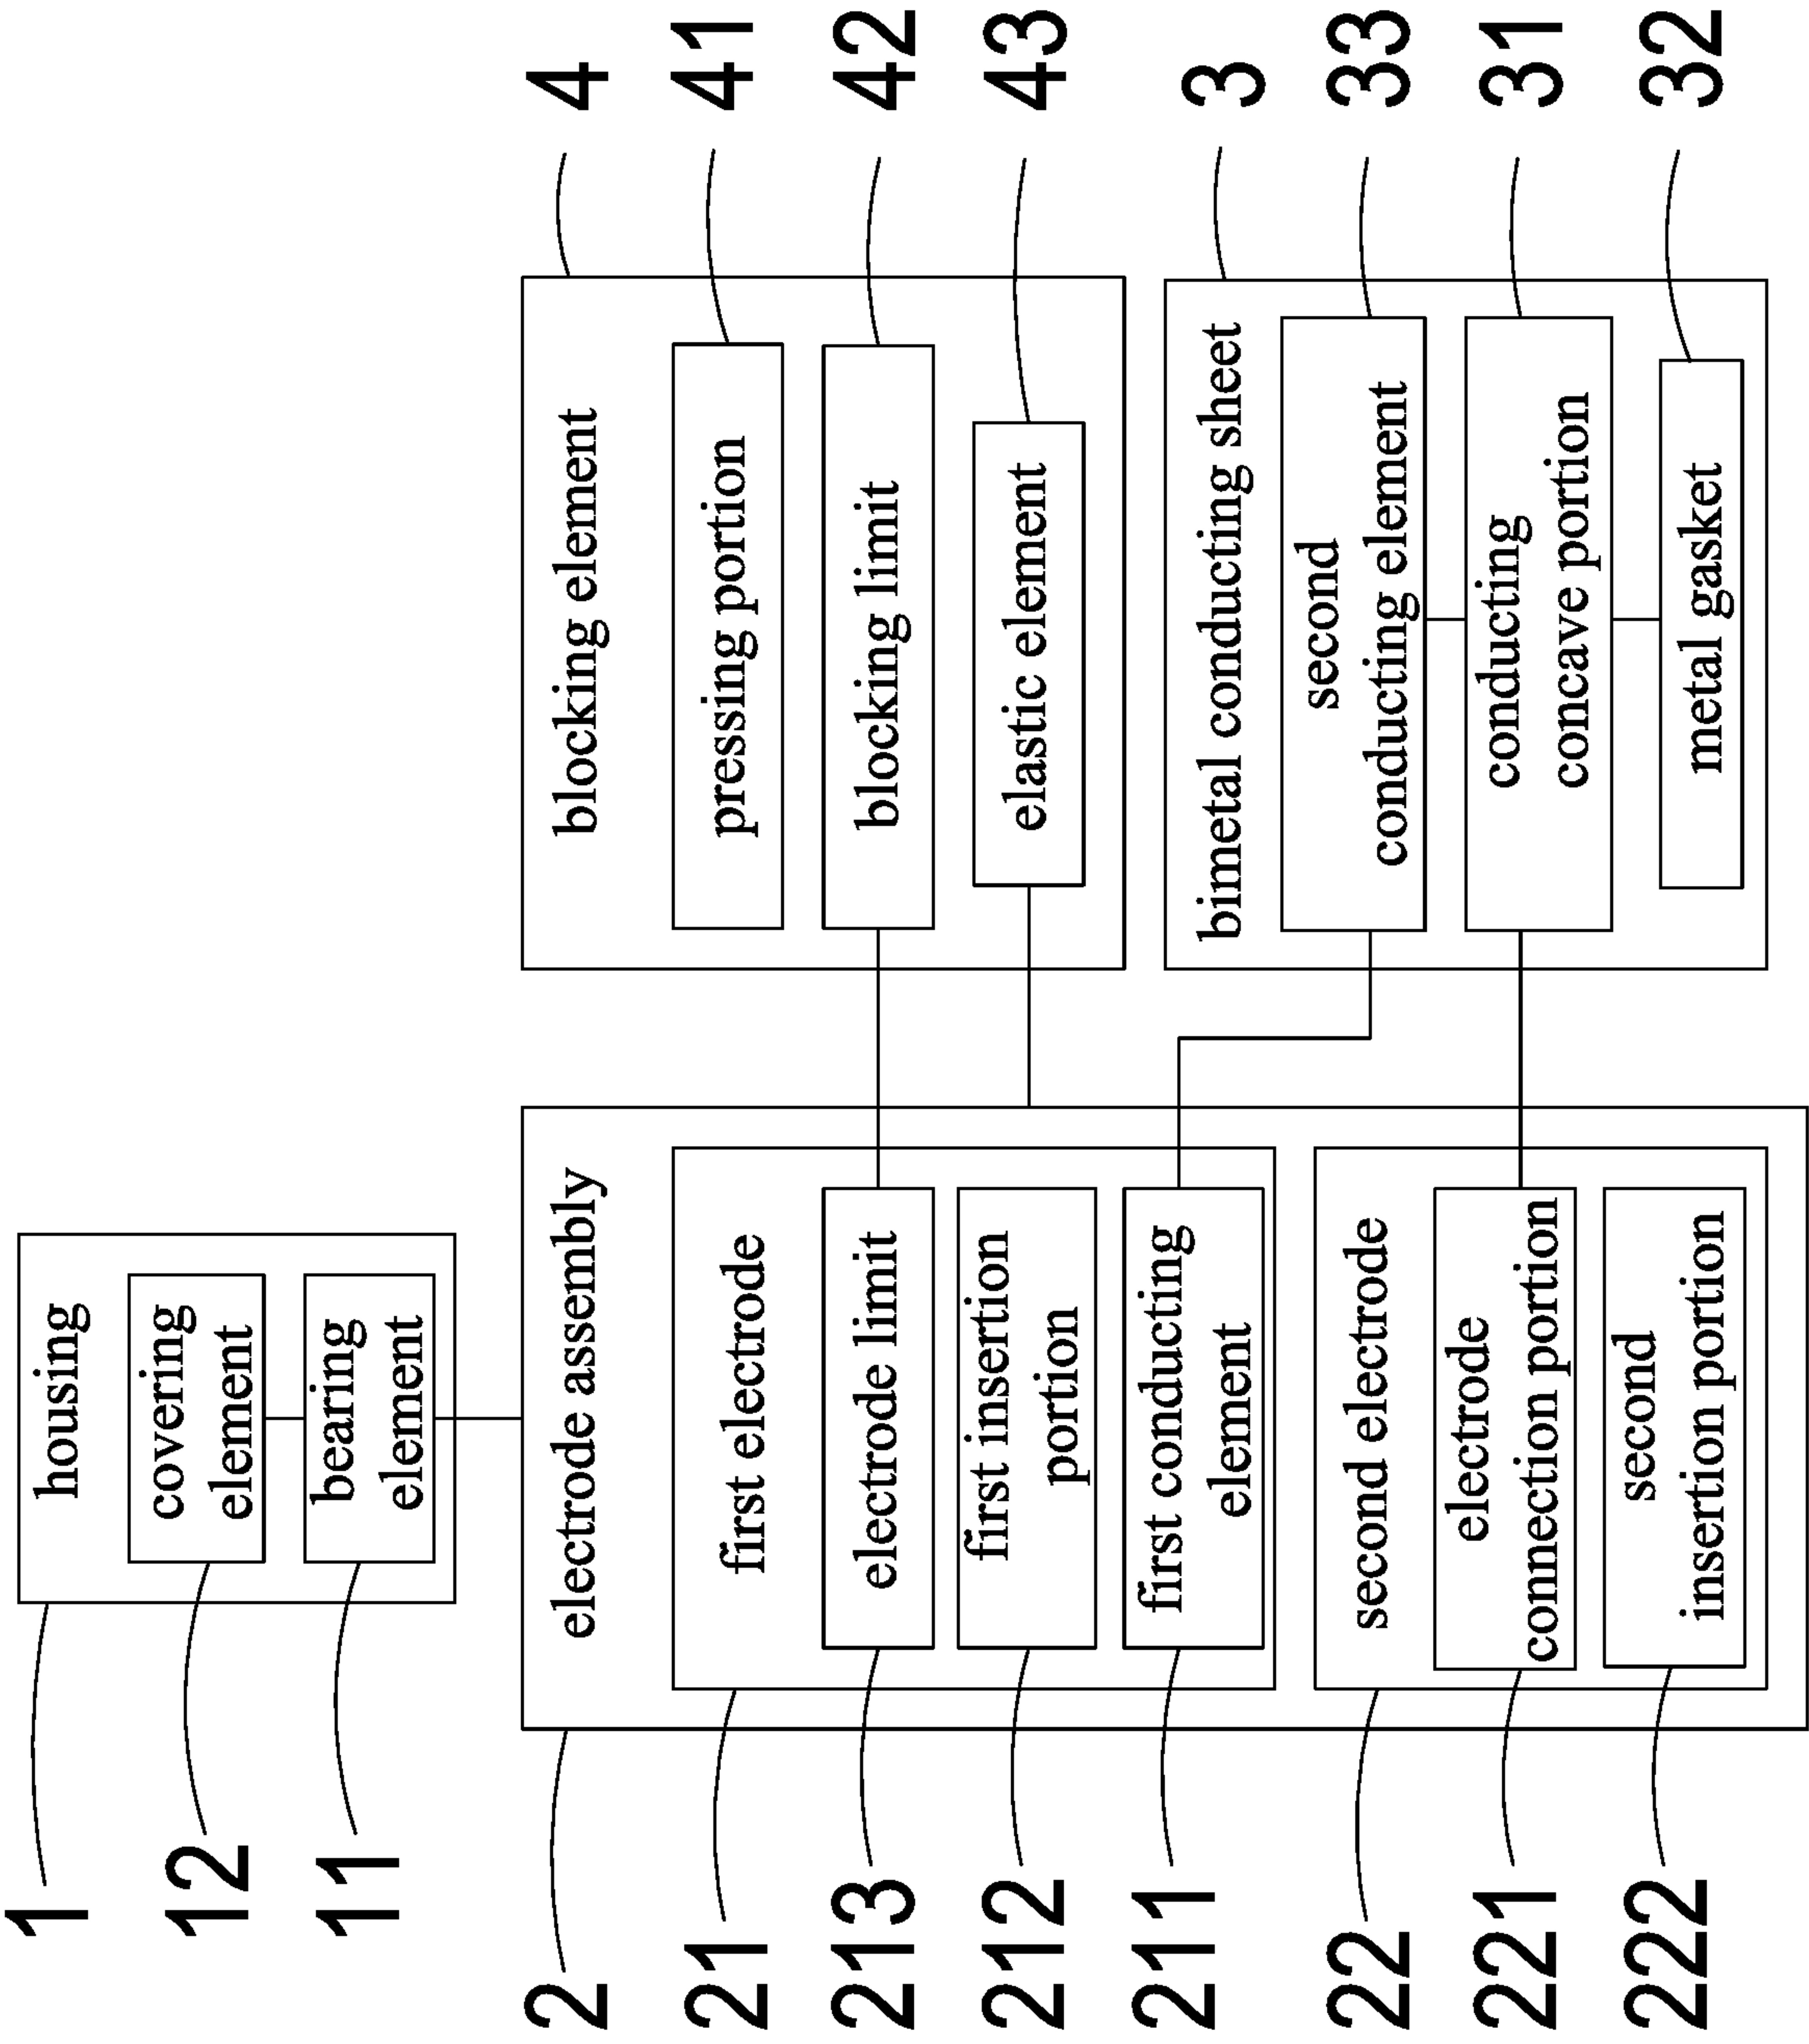 1
housing
12
covering
element
11
bearing
element
2
electrode assembly
21
first electrode
213
electrode limit
212
first insertion
portion
211
first conducting
element
22
second electrode
221
electrode
connection portion
222
second
insertion portion
blocking element
4
pressing portion
41
blocking limit
42
elastic element
43
bimetal conducting sheet
3
second
conducting element
33
conducting
concave portion
31
metal gasket
32